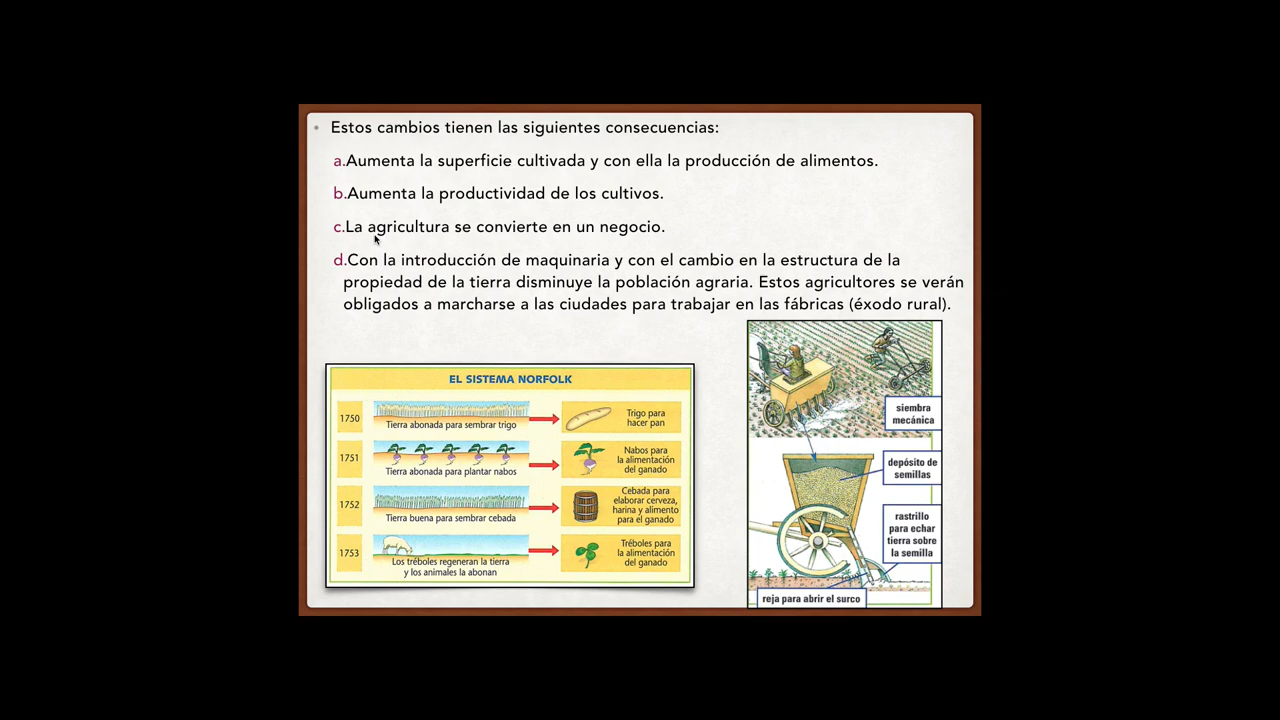 • Estos cambios tienen las siguientes consecuencias:
a.Aumenta la superficie cultivada y con ella la producción de alimentos.
b.Aumenta la productividad de los cultivos.
c.La agricultura se convierte en un negocio.
d.Con la introducción de maquinaria y con el cambio en la estructura de la
propiedad de la tierra disminuye la población agraria. Estos agricultores se verán
obligados a marcharse a las ciudades para trabajar en las fábricas (éxodo rural).
EL SISTEMA NORFOLK
1750
Tierra abonada para sembrar trigo
Trigo para
hacer pan
1751
Tierra abonada para plantar nabos
Nabos para
la alimentación
del ganado
1752
Tierra buena para sembrar cebada
Cebada para
elaborar cerveza,
harina y alimento
para el ganado
1753
Los tréboles regeneran la tierra
y los animales la abonan
Tréboles para
la alimentación
del ganado
siembra
mecánica
depósito de
semillas
rastrillo
para echar
tierra sobre
la semilla
reja para abrir el surco